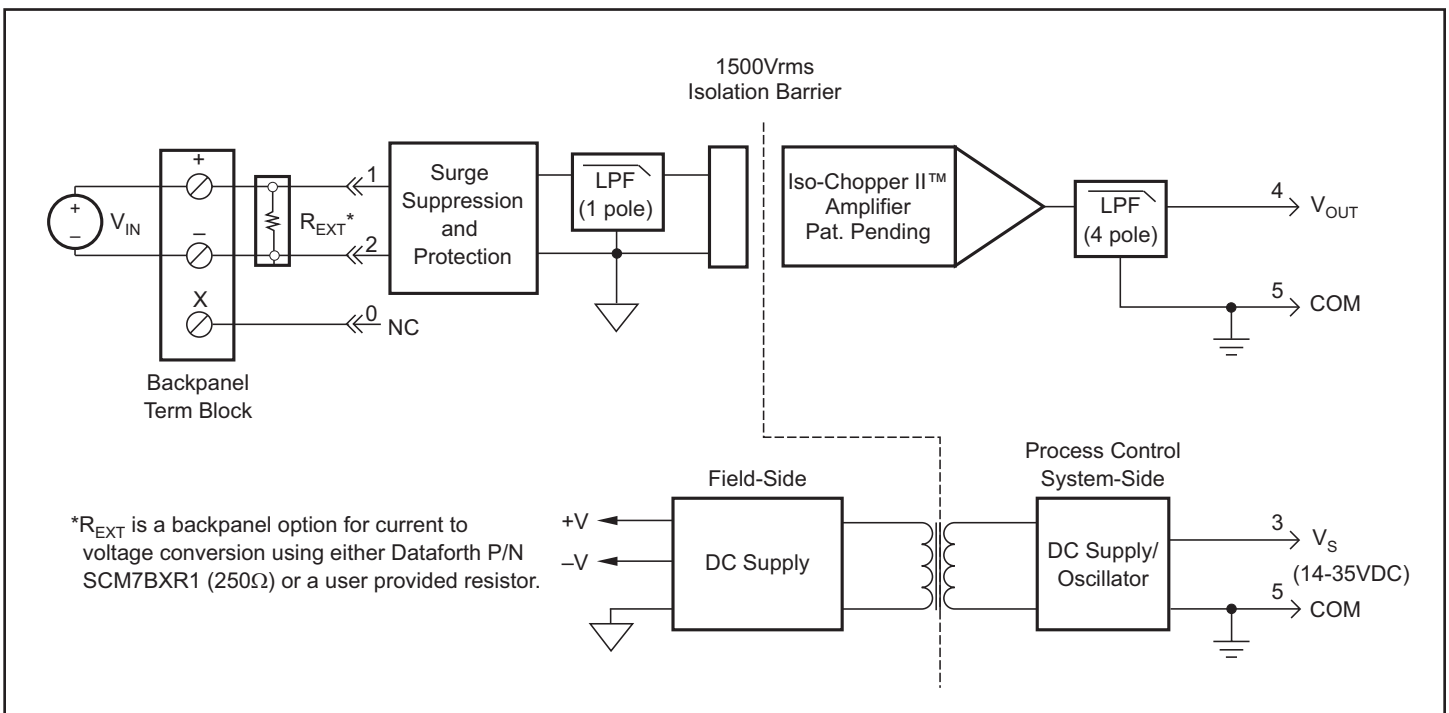 1500Vrms
Isolation Barrier
+
–
X
+
–
V_IN
R_EXT*
1
2
0
NC
Backpanel
Term Block
Surge
Suppression
and
Protection
LPF
(1 pole)
Iso-Chopper II™
Amplifier
Pat. Pending
LPF
(4 pole)
4
V_OUT
5
COM
Field-Side
Process Control
System-Side
+V
–V
DC Supply
DC Supply/
Oscillator
3
V_S
(14-35VDC)
5
COM
*R_EXT is a backpanel option for current to
voltage conversion using either Dataforth P/N
SCM7BXR1 (250Ω) or a user provided resistor.